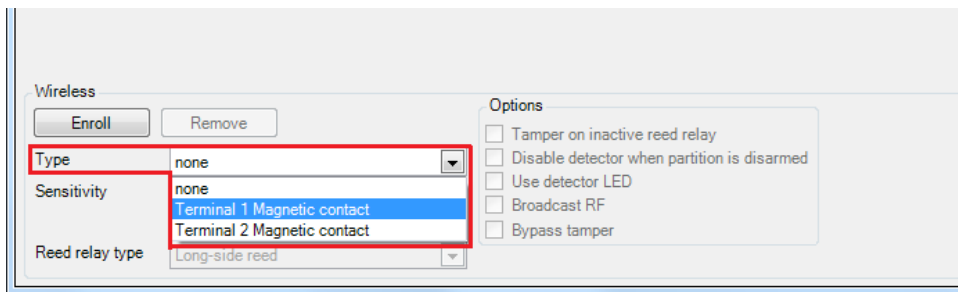 Wireless
Enroll
Remove
Type
none
none
Sensitivity
Terminal 1 Magnetic contact
Terminal 2 Magnetic contact
Reed relay type
Long-side reed
Options
Tamper on inactive reed relay
Disable detector when partition is disarmed
Use detector LED
Broadcast RF
Bypass tamper